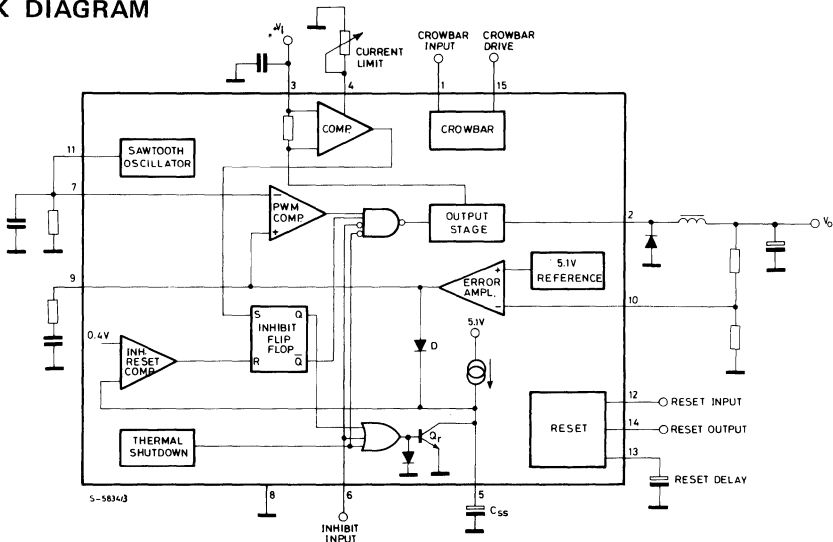 K DIAGRAM
+Vi
CURRENT
LIMIT
CROWBAR
INPUT
CROWBAR
DRIVE
3
4
1
15
COMP.
CROWBAR
11
SAWTOOTH
OSCILLATOR
7
−
PWM
COMP.
+
OUTPUT
STAGE
2
Vo
9
+
ERROR
AMPL.
−
5.1V
REFERENCE
10
S
Q
INHIBIT
FLIP
FLOP
R
Q̅
0.4V
INH.
RESET
COMP.
D
5.1V
RESET
12
RESET INPUT
14
RESET OUTPUT
13
RESET DELAY
THERMAL
SHUTDOWN
Qr
S-5834/3
8
6
5
INHIBIT
INPUT
CSS